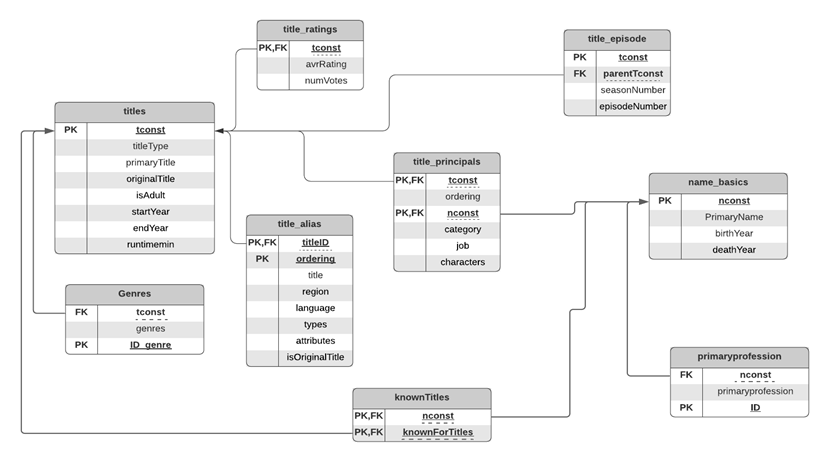 title_ratings
PK,FK tconst
avrRating
numVotes
title_episode
PK tconst
FK parentTconst
seasonNumber
episodeNumber
titles
PK tconst
titleType
primaryTitle
originalTitle
isAdult
startYear
endYear
runtimemin
title_principals
PK,FK tconst
ordering
PK,FK nconst
category
job
characters
name_basics
PK nconst
PrimaryName
birthYear
deathYear
title_alias
PK,FK titleID
PK ordering
title
region
language
types
attributes
isOriginalTitle
Genres
FK tconst
genres
PK ID_genre
primaryprofession
FK nconst
primaryprofession
PK ID
knownTitles
PK,FK nconst
PK,FK knownForTitles